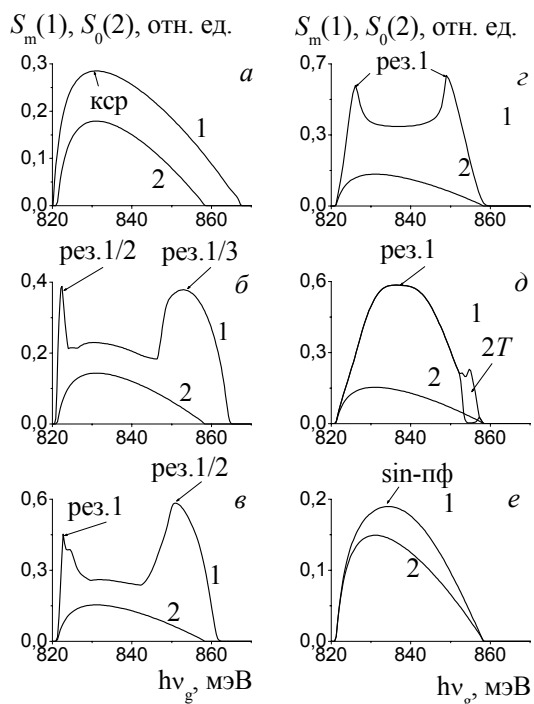 S_m(1), S_0(2), отн. ед.
0,3
0,2
0,1
0,0
820 840 860
а
кср
1
2
рез.1/2 рез.1/3
0,4
0,2
0,0
820 840 860
б
1
2
рез.1/2
рез.1
0,6
0,3
0,0
820 840 860
в
1
2
hν_g, мэВ
S_m(1), S_0(2), отн. ед.
0,7
0,3
0,0
820 840 860
г
рез.1
1
2
рез.1
0,6
0,3
0,0
820 840 860
д
1
2T
2
sin-пф
0,2
0,1
0,0
820 840 860
е
1
2
hν_g, мэВ